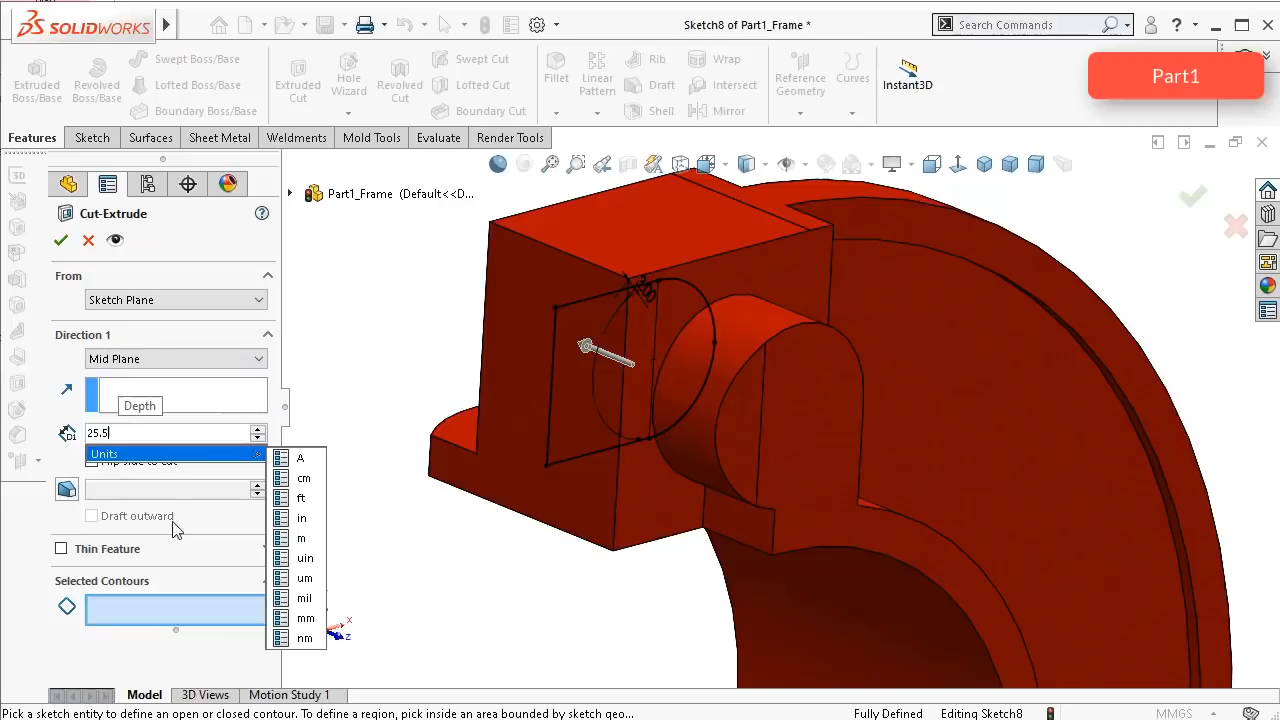 SOLIDWORKS
Sketch8 of Part1_Frame *
Search Commands
?
Extruded Boss/Base
Revolved Boss/Base
Swept Boss/Base
Lofted Boss/Base
Boundary Boss/Base
Extruded Cut
Hole Wizard
Revolved Cut
Swept Cut
Lofted Cut
Boundary Cut
Fillet
Linear Pattern
Rib
Draft
Shell
Wrap
Intersect
Mirror
Reference Geometry
Curves
Instant3D
Part1
Features
Sketch
Surfaces
Sheet Metal
Weldments
Mold Tools
Evaluate
Render Tools
Part1_Frame (Default<<D...
Cut-Extrude
From
Sketch Plane
Direction 1
Mid Plane
Depth
25.5
Units
A
cm
ft
in
m
uin
um
mil
mm
nm
Draft outward
Thin Feature
Selected Contours
x
z
Model
3D Views
Motion Study 1
Pick a sketch entity to define an open or closed contour. To define a region, pick inside an area bounded by sketch geo...
Fully Defined
Editing Sketch8
MMGS